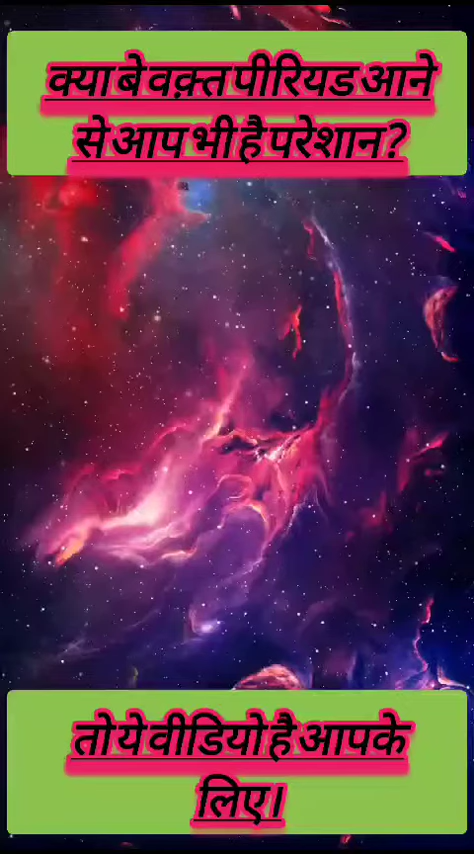 क्या बे वक़्त पीरियड आने
से आप भी है परेशान?
तो ये वीडियो है आपके
लिए।